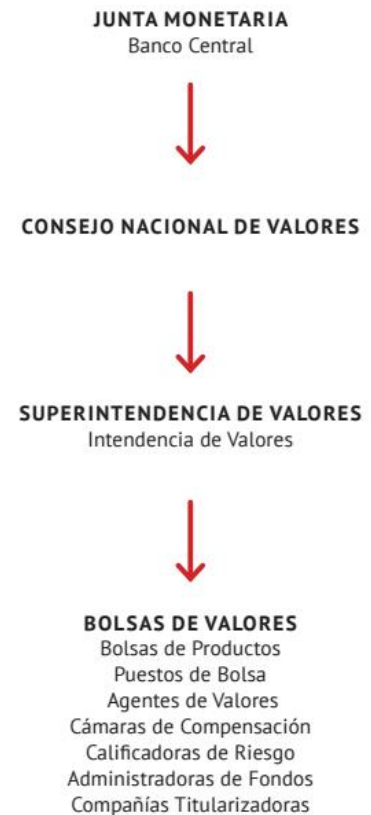 JUNTA MONETARIA
Banco Central
CONSEJO NACIONAL DE VALORES
SUPERINTENDENCIA DE VALORES
Intendencia de Valores
BOLSAS DE VALORES
Bolsas de Productos
Puestos de Bolsa
Agentes de Valores
Cámaras de Compensación
Calificadoras de Riesgo
Administradoras de Fondos
Compañías Titularizadoras